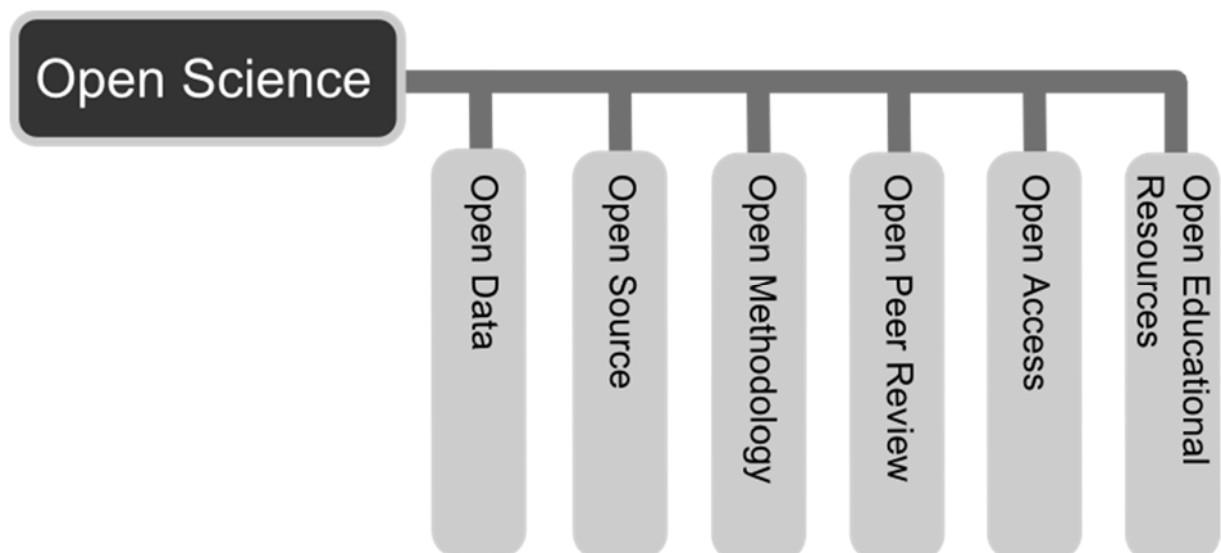 Open Science
Open Data
Open Source
Open Methodology
Open Peer Review
Open Access
Open Educational
Resources